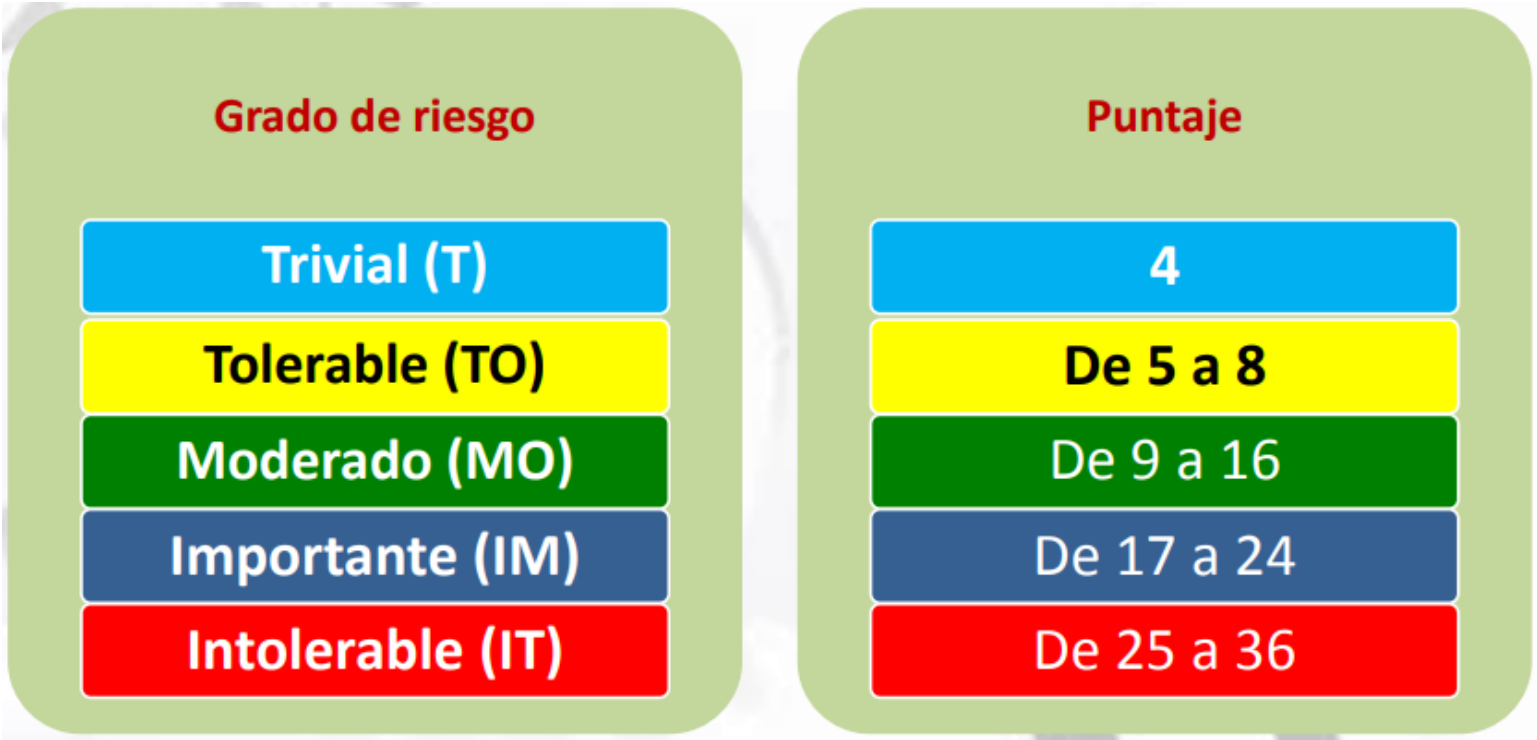 Grado de riesgo
Trivial (T)
Tolerable (TO)
Moderado (MO)
Importante (IM)
Intolerable (IT)
Puntaje
4
De 5 a 8
De 9 a 16
De 17 a 24
De 25 a 36